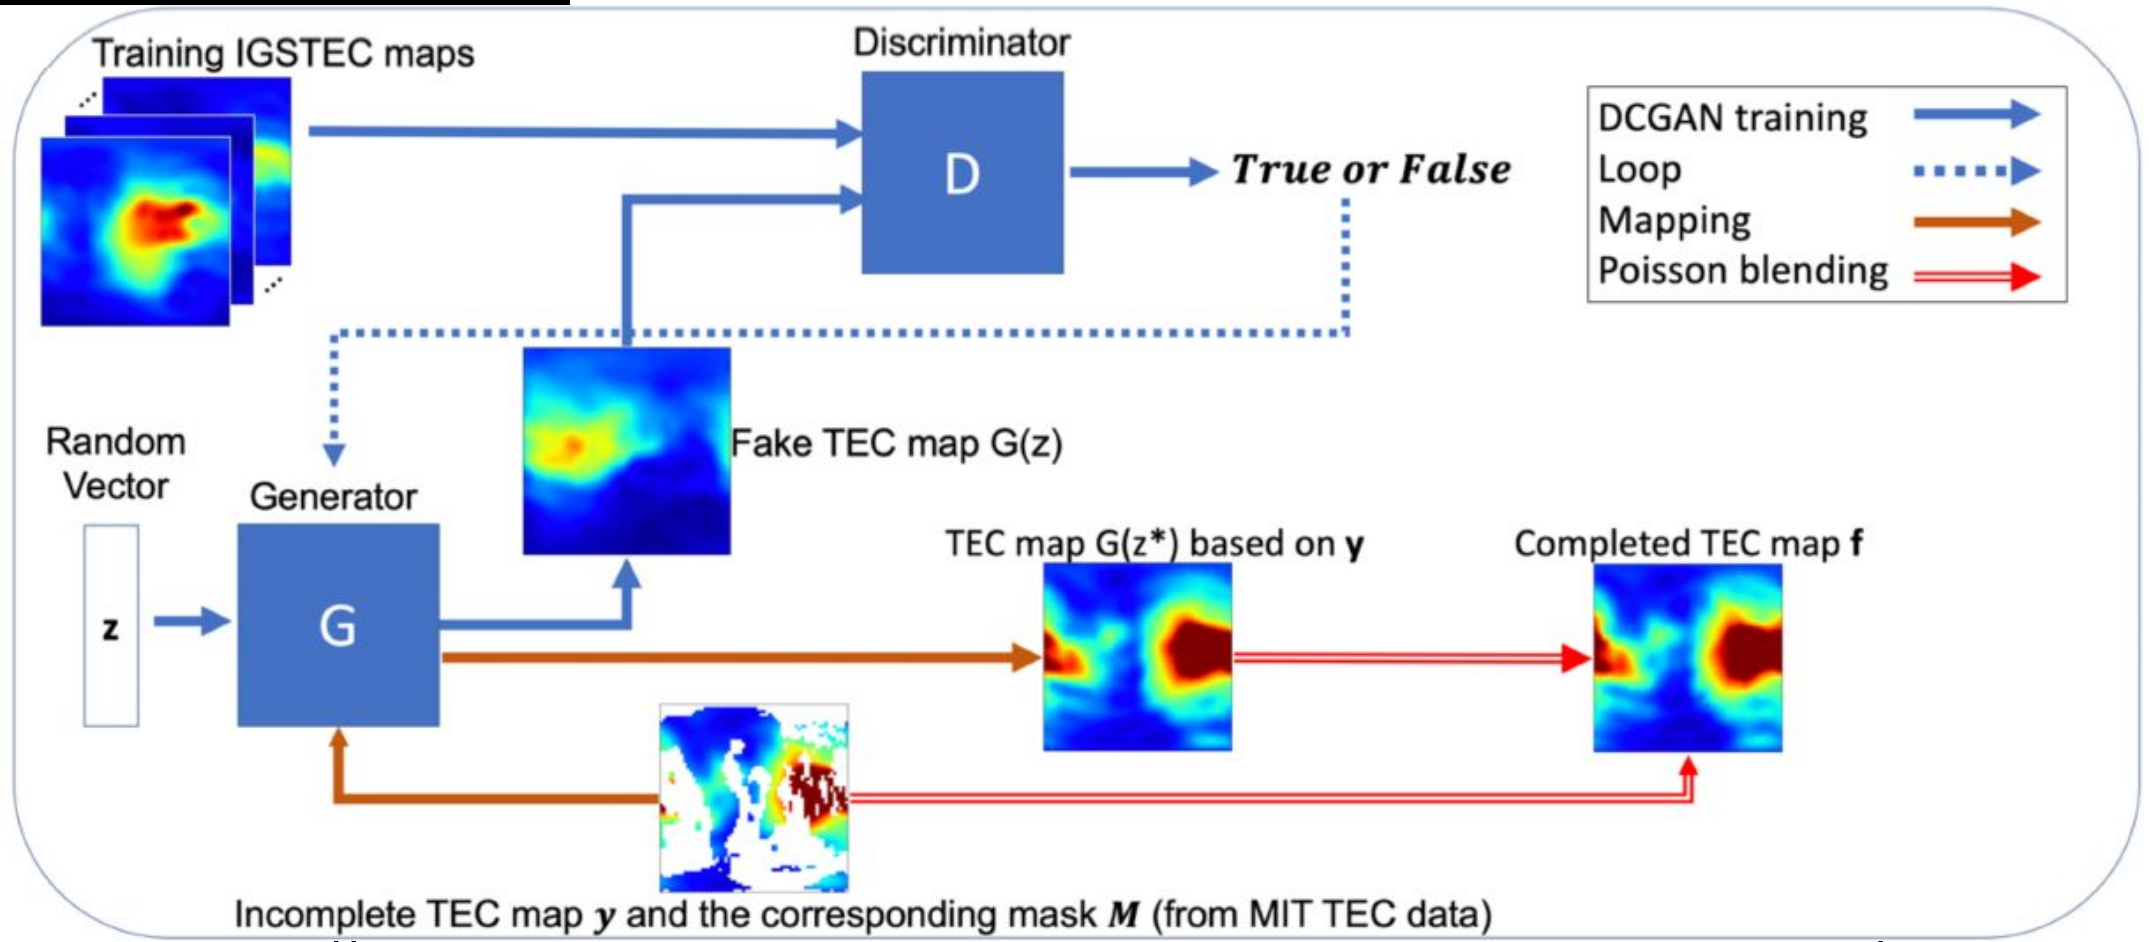 Training IGSTEC maps
Discriminator
D
True or False
DCGAN training
Loop
Mapping
Poisson blending
Fake TEC map G(z)
Random
Vector
z
Generator
G
TEC map G(z*) based on y
Completed TEC map f
Incomplete TEC map y and the corresponding mask M (from MIT TEC data)